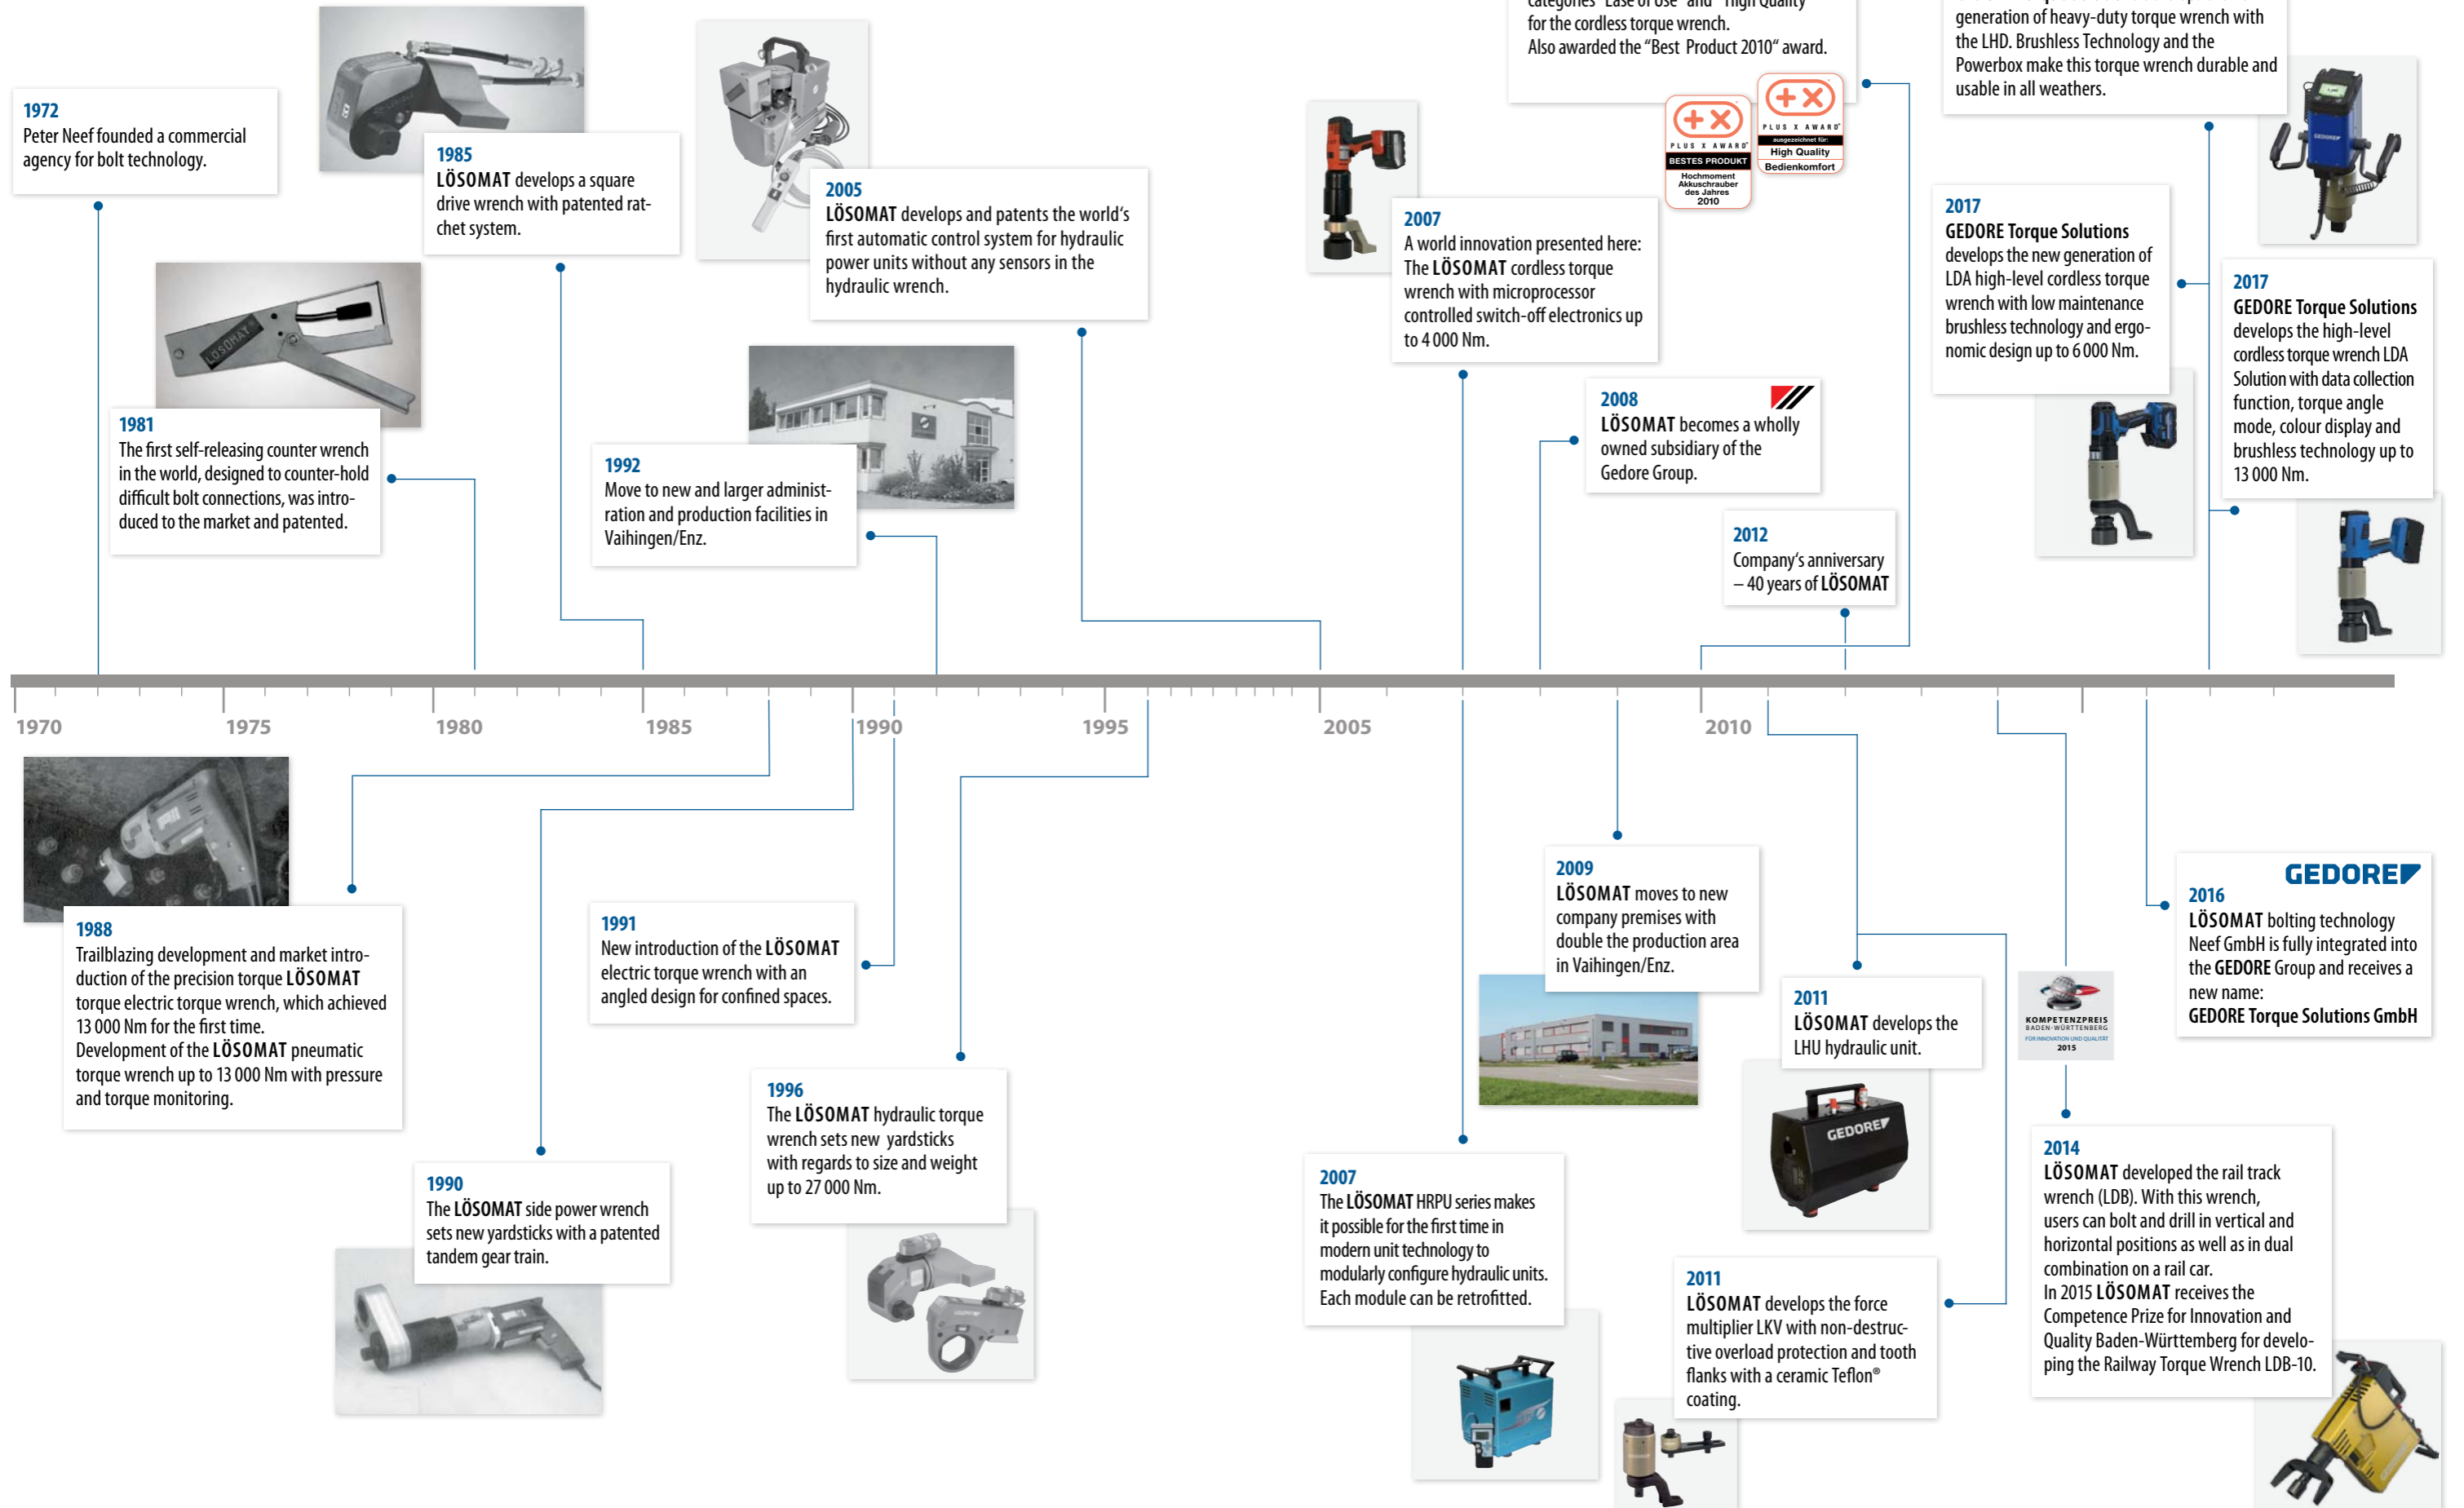 1972
Peter Neef founded a commercial
agency for bolt technology.
LÖSOMAT
1981
The first self-releasing counter wrench
in the world, designed to counter-hold
difficult bolt connections, was intro-
duced to the market and patented.
1985
LÖSOMAT develops a square
drive wrench with patented rat-
chet system.
1992
Move to new and larger administ-
ration and production facilities in
Vaihingen/Enz.
2005
LÖSOMAT develops and patents the world‘s
first automatic control system for hydraulic
power units without any sensors in the
hydraulic wrench.
2007
A world innovation presented here:
The LÖSOMAT cordless torque
wrench with microprocessor
controlled switch-off electronics up
to 4 000 Nm.
categories "Ease of Use" and "High Quality"
for the cordless torque wrench.
Also awarded the “Best Product 2010“ award.
PLUS X AWARD
BESTES PRODUKT
Hochmoment
Akkuschrauber
des Jahres
2010
PLUS X AWARD
ausgezeichnet für:
High Quality
Bedienkomfort
2008
LÖSOMAT becomes a wholly
owned subsidiary of the
Gedore Group.
2012
Company‘s anniversary
– 40 years of LÖSOMAT
generation of heavy-duty torque wrench with
the LHD. Brushless Technology and the
Powerbox make this torque wrench durable and
usable in all weathers.
GEDORE
2017
GEDORE Torque Solutions
develops the new generation of
LDA high-level cordless torque
wrench with low maintenance
brushless technology and ergo-
nomic design up to 6 000 Nm.
2017
GEDORE Torque Solutions
develops the high-level
cordless torque wrench LDA
Solution with data collection
function, torque angle
mode, colour display and
brushless technology up to
13 000 Nm.
1970 1975 1980 1985 1990 1995 2005 2010
1988
Trailblazing development and market intro-
duction of the precision torque LÖSOMAT
torque electric torque wrench, which achieved
13 000 Nm for the first time.
Development of the LÖSOMAT pneumatic
torque wrench up to 13 000 Nm with pressure
and torque monitoring.
1990
The LÖSOMAT side power wrench
sets new yardsticks with a patented
tandem gear train.
1991
New introduction of the LÖSOMAT
electric torque wrench with an
angled design for confined spaces.
1996
The LÖSOMAT hydraulic torque
wrench sets new yardsticks
with regards to size and weight
up to 27 000 Nm.
2007
The LÖSOMAT HRPU series makes
it possible for the first time in
modern unit technology to
modularly configure hydraulic units.
Each module can be retrofitted.
2009
LÖSOMAT moves to new
company premises with
double the production area
in Vaihingen/Enz.
2011
LÖSOMAT develops the
LHU hydraulic unit.
GEDORE
2011
LÖSOMAT develops the force
multiplier LKV with non-destruc-
tive overload protection and tooth
flanks with a ceramic Teflon®
coating.
KOMPETENZPREIS
BADEN-WÜRTTEMBERG
FÜR INNOVATION UND QUALITÄT
2015
2014
LÖSOMAT developed the rail track
wrench (LDB). With this wrench,
users can bolt and drill in vertical and
horizontal positions as well as in dual
combination on a rail car.
In 2015 LÖSOMAT receives the
Competence Prize for Innovation and
Quality Baden-Württemberg for develo-
ping the Railway Torque Wrench LDB-10.
GEDORE
GEDORE
2016
LÖSOMAT bolting technology
Neef GmbH is fully integrated into
the GEDORE Group and receives a
new name:
GEDORE Torque Solutions GmbH